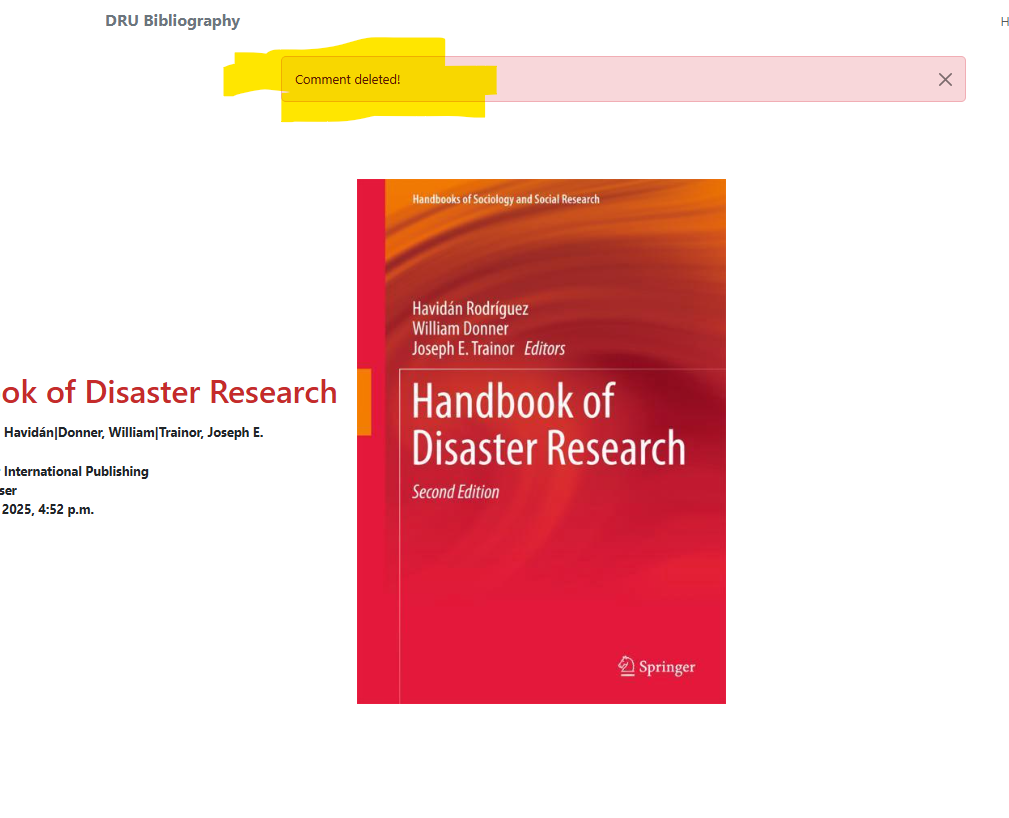 DRU Bibliography
H
Comment deleted!
Handbooks of Sociology and Social Research
Havidán Rodríguez
William Donner
Joseph E. Trainor Editors
Handbook of
Disaster Research
Second Edition
Springer
ok of Disaster Research
Havidán|Donner, William|Trainor, Joseph E.
International Publishing
ser
2025, 4:52 p.m.